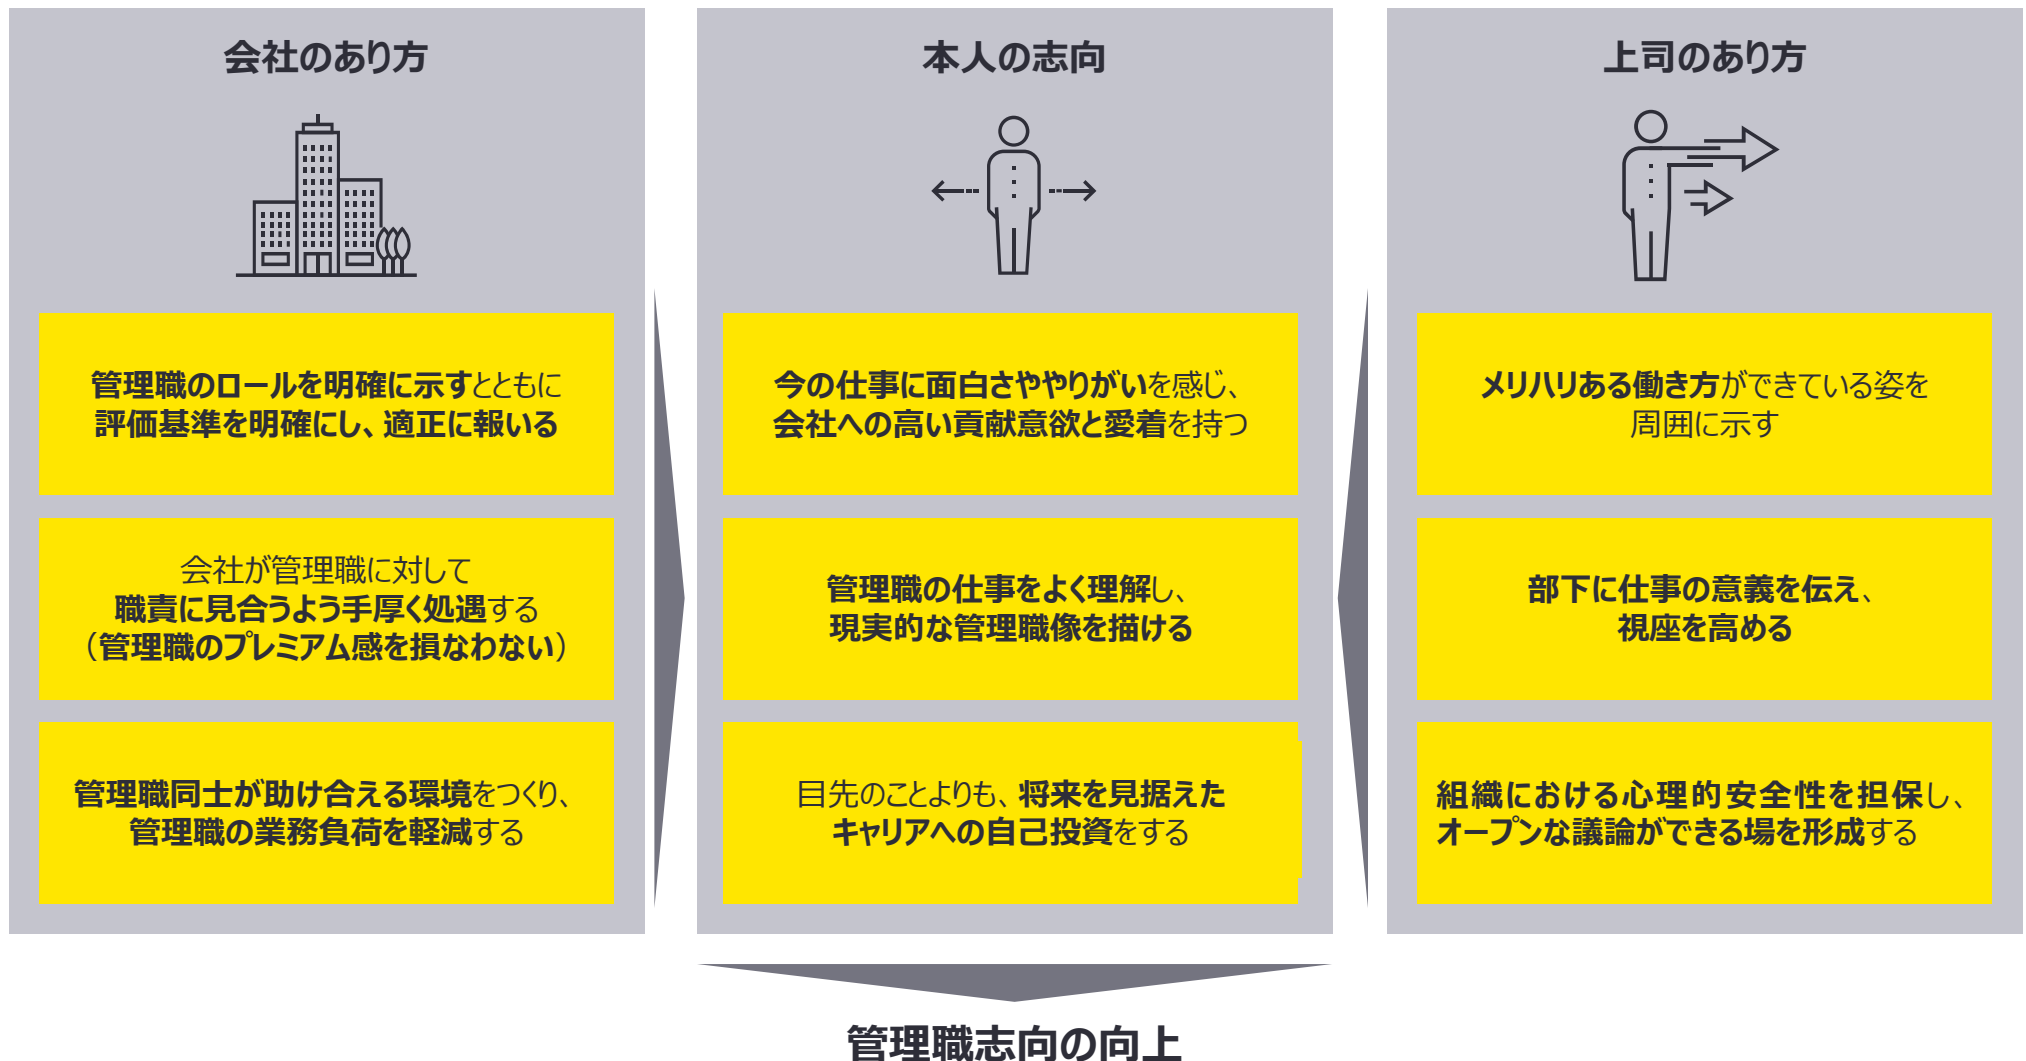 会社のあり方
管理職のロールを明確に示すとともに
評価基準を明確にし、適正に報いる
会社が管理職に対して
職責に見合うよう手厚く処遇する
（管理職のプレミアム感を損なわない）
管理職同士が助け合える環境をつくり、
管理職の業務負荷を軽減する
本人の志向
今の仕事に面白さややりがいを感じ、
会社への高い貢献意欲と愛着を持つ
管理職の仕事をよく理解し、
現実的な管理職像を描ける
目先のことよりも、将来を見据えた
キャリアへの自己投資をする
上司のあり方
メリハリある働き方ができている姿を
周囲に示す
部下に仕事の意義を伝え、
視座を高める
組織における心理的安全性を担保し、
オープンな議論ができる場を形成する
管理職志向の向上